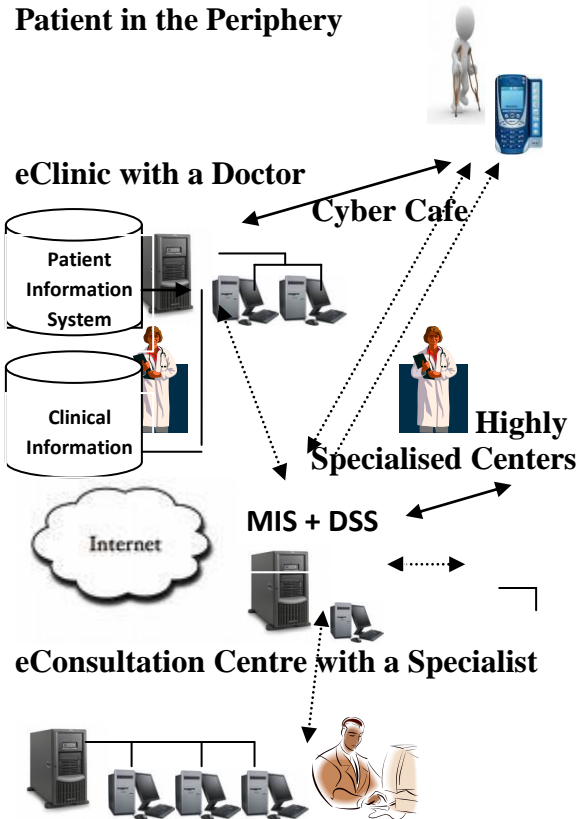 Patient in the Periphery
eClinic with a Doctor
Cyber Cafe
Patient
Information
System
Clinical
Information
Highly
Specialised Centers
Internet
MIS + DSS
eConsultation Centre with a Specialist